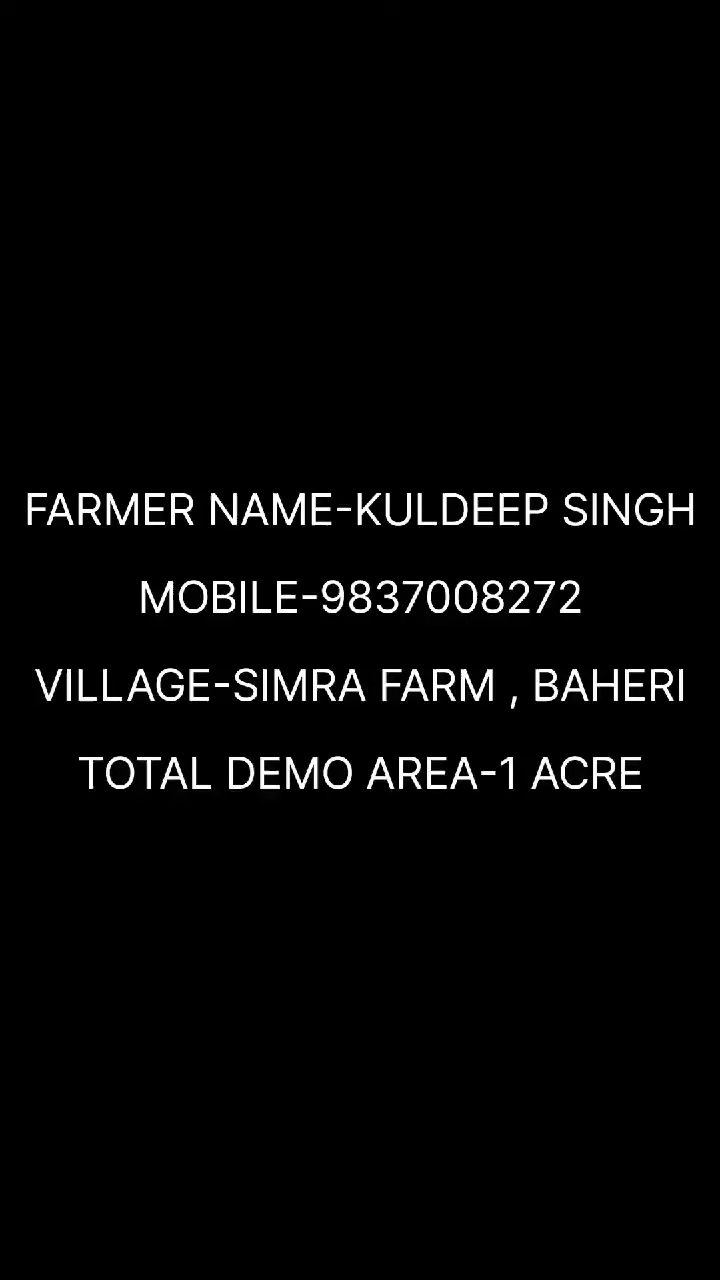 FARMER NAME-KULDEEP SINGH
MOBILE-9837008272
VILLAGE-SIMRA FARM , BAHERI
TOTAL DEMO AREA-1 ACRE